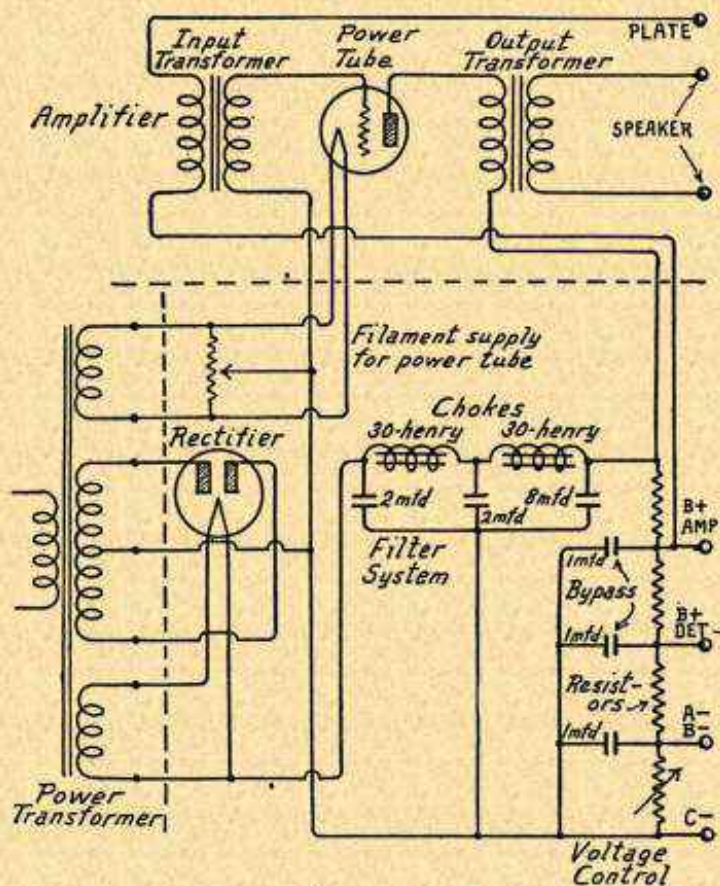 PLATE
Input
Transformer
Power
Tube
Output
Transformer
Amplifier
SPEAKER
Filament supply
for power tube
Chokes
30-henry
30-henry
Rectifier
2mfd
2mfd
8mfd
Filter
System
B+
AMP
1mfd
Bypass
B+
DET-
1mfd
Resist-
ors
A-
B-
1mfd
Power
Transformer
C-
Voltage
Control